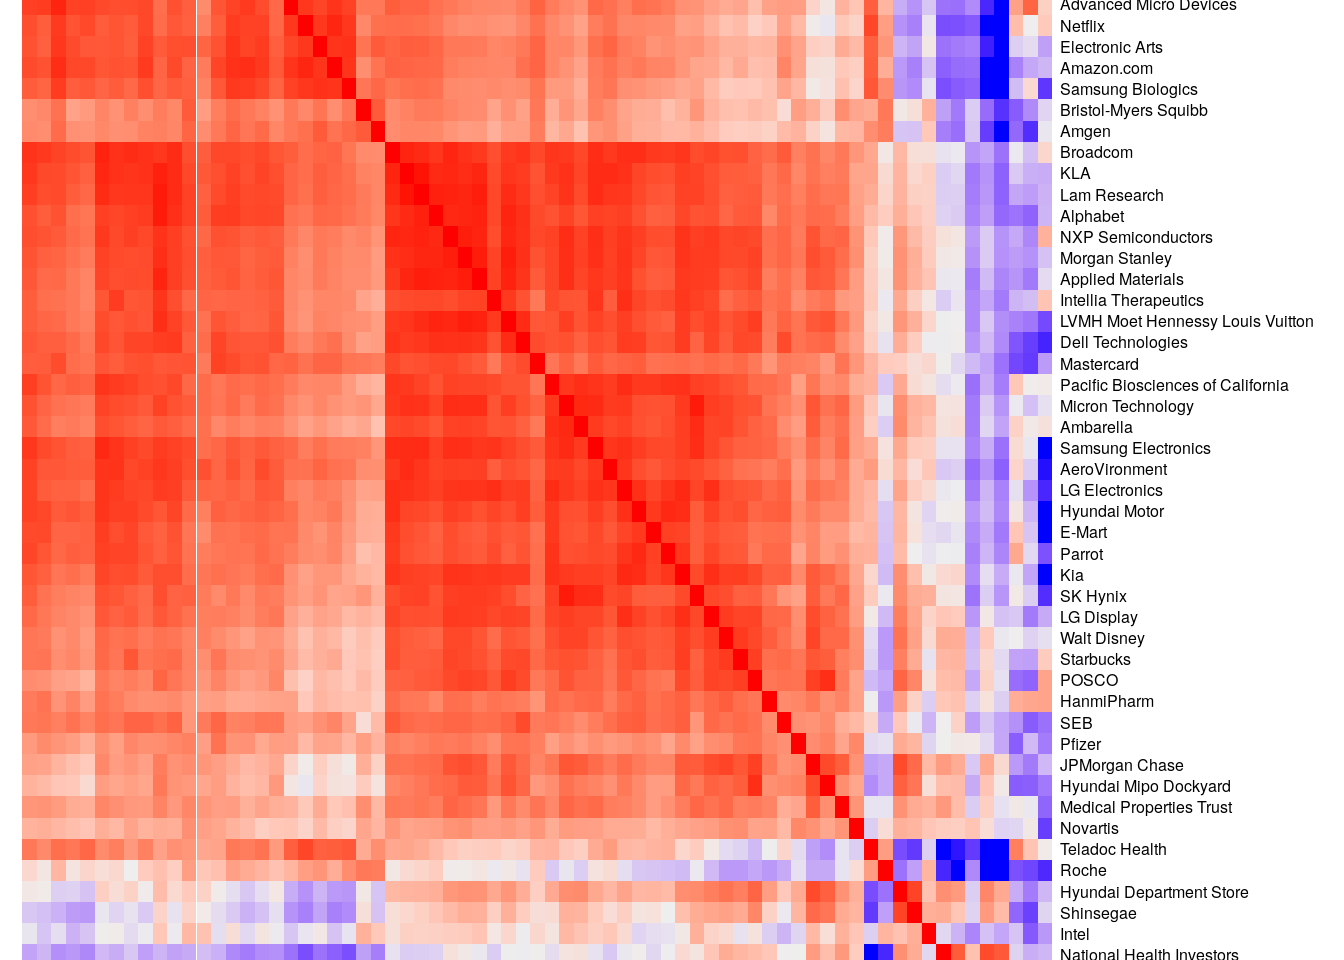 Advanced Micro Devices
Netflix
Electronic Arts
Amazon.com
Samsung Biologics
Bristol-Myers Squibb
Amgen
Broadcom
KLA
Lam Research
Alphabet
NXP Semiconductors
Morgan Stanley
Applied Materials
Intellia Therapeutics
LVMH Moet Hennessy Louis Vuitton
Dell Technologies
Mastercard
Pacific Biosciences of California
Micron Technology
Ambarella
Samsung Electronics
AeroVironment
LG Electronics
Hyundai Motor
E-Mart
Parrot
Kia
SK Hynix
LG Display
Walt Disney
Starbucks
POSCO
HanmiPharm
SEB
Pfizer
JPMorgan Chase
Hyundai Mipo Dockyard
Medical Properties Trust
Novartis
Teladoc Health
Roche
Hyundai Department Store
Shinsegae
Intel
National Health Investors